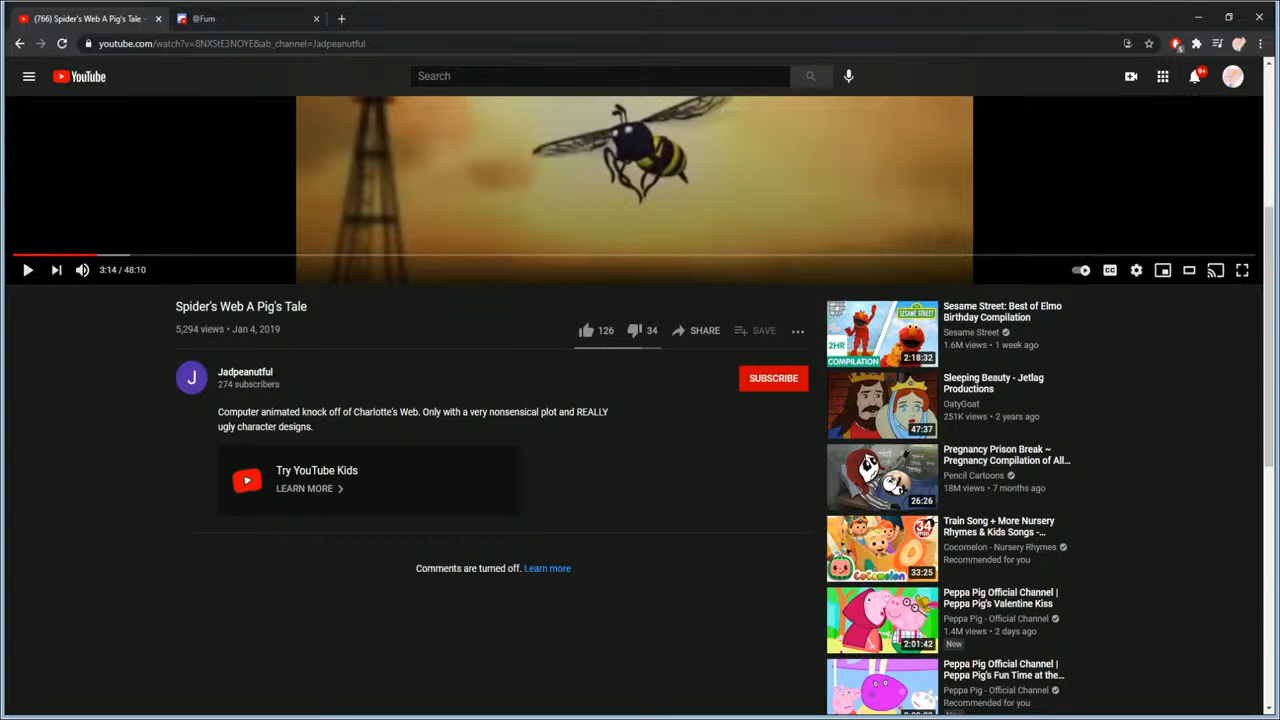 (766) Spider's Web A Pig's Tale -
@Fum
youtube.com/watch?v=8NXStE3NOYE&ab_channel=Jadpeanutful
5
YouTube
Search
9+
3:14 / 48:10
CC
Spider's Web A Pig's Tale
5,294 views • Jan 4, 2019
126
34
SHARE
SAVE
J
Jadpeanutful
274 subscribers
SUBSCRIBE
Computer animated knock off of Charlotte's Web. Only with a very nonsensical plot and REALLY
ugly character designs.
Try YouTube Kids
LEARN MORE
Comments are turned off. Learn more
SESAME STREET
2HR
COMPILATION
2:18:32
Sesame Street: Best of Elmo
Birthday Compilation
Sesame Street
1.6M views • 1 week ago
47:37
Sleeping Beauty - Jetlag
Productions
OatyGoat
251K views • 2 years ago
26:26
Pregnancy Prison Break ~
Pregnancy Compilation of All...
Pencil Cartoons
18M views • 7 months ago
34
CoComelon
33:25
Train Song + More Nursery
Rhymes & Kids Songs -...
Cocomelon - Nursery Rhymes
Recommended for you
2:01:42
Peppa Pig Official Channel |
Peppa Pig's Valentine Kiss
Peppa Pig - Official Channel
1.4M views • 2 days ago
New
Peppa Pig Official Channel |
Peppa Pig's Fun Time at the...
Peppa Pig - Official Channel
Recommended for you